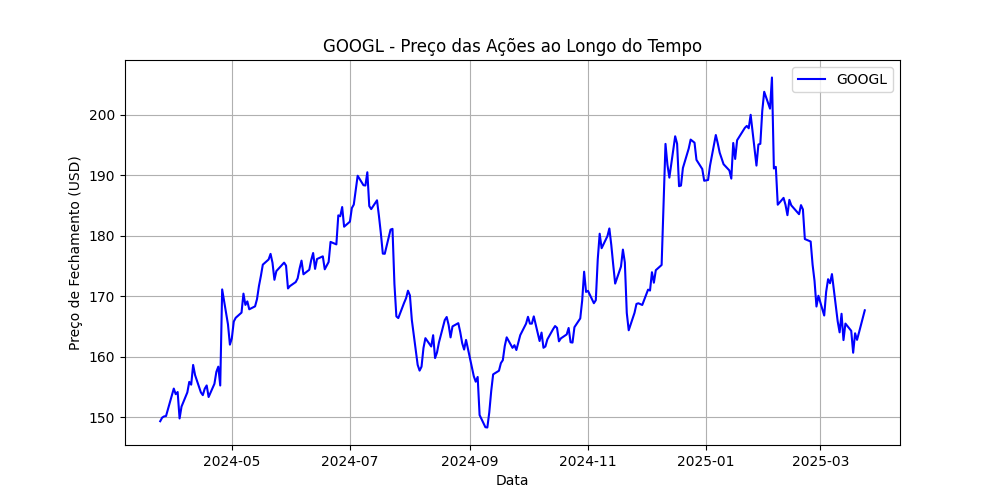 GOOGL - Preço das Ações ao Longo do Tempo
GOOGL
Preço de Fechamento (USD)
200
190
180
170
160
150
2024-05 2024-07 2024-09 2024-11 2025-01 2025-03
Data